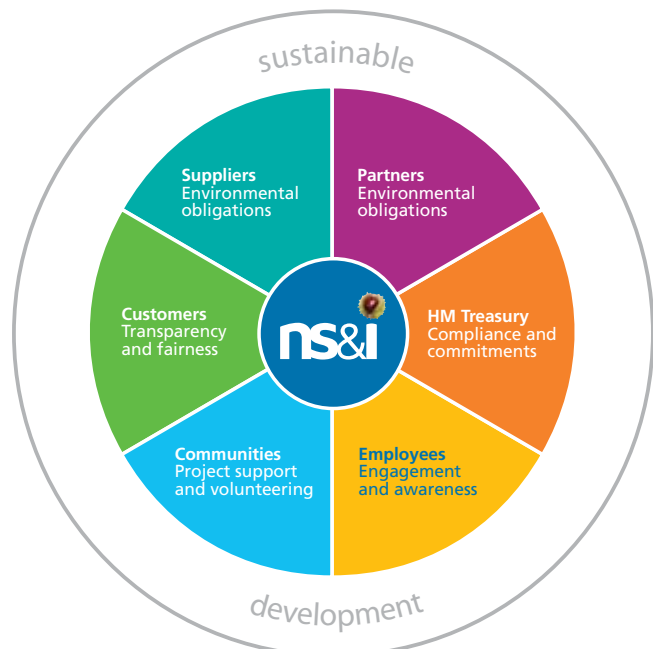 sustainable
Suppliers
Environmental
obligations
Partners
Environmental
obligations
Customers
Transparency
and fairness
ns&i
HM Treasury
Compliance and
commitments
Communities
Project support
and volunteering
Employees
Engagement
and awareness
development